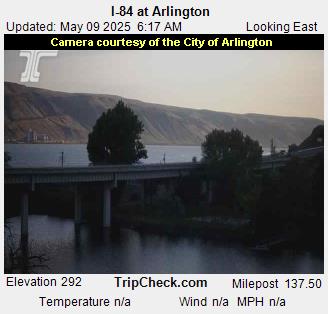 I-84 at Arlington
Updated: May 09 2025 6:17 AM Looking East
Camera courtesy of the City of Arlington
Elevation 292 TripCheck.com Milepost 137.50
Temperature n/a Wind n/a MPH n/a